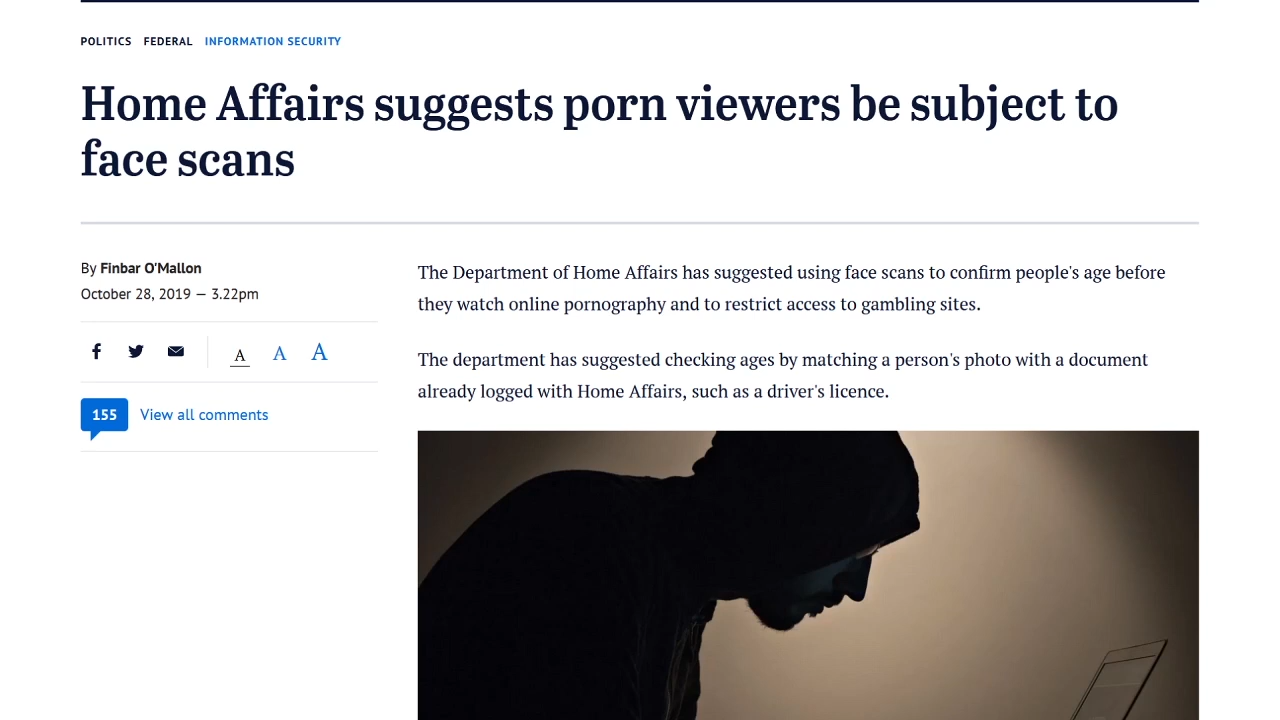 POLITICS FEDERAL INFORMATION SECURITY
Home Affairs suggests porn viewers be subject to
face scans
By Finbar O'Mallon
October 28, 2019 — 3.22pm
A A A
155 View all comments
The Department of Home Affairs has suggested using face scans to confirm people's age before
they watch online pornography and to restrict access to gambling sites.
The department has suggested checking ages by matching a person's photo with a document
already logged with Home Affairs, such as a driver's licence.